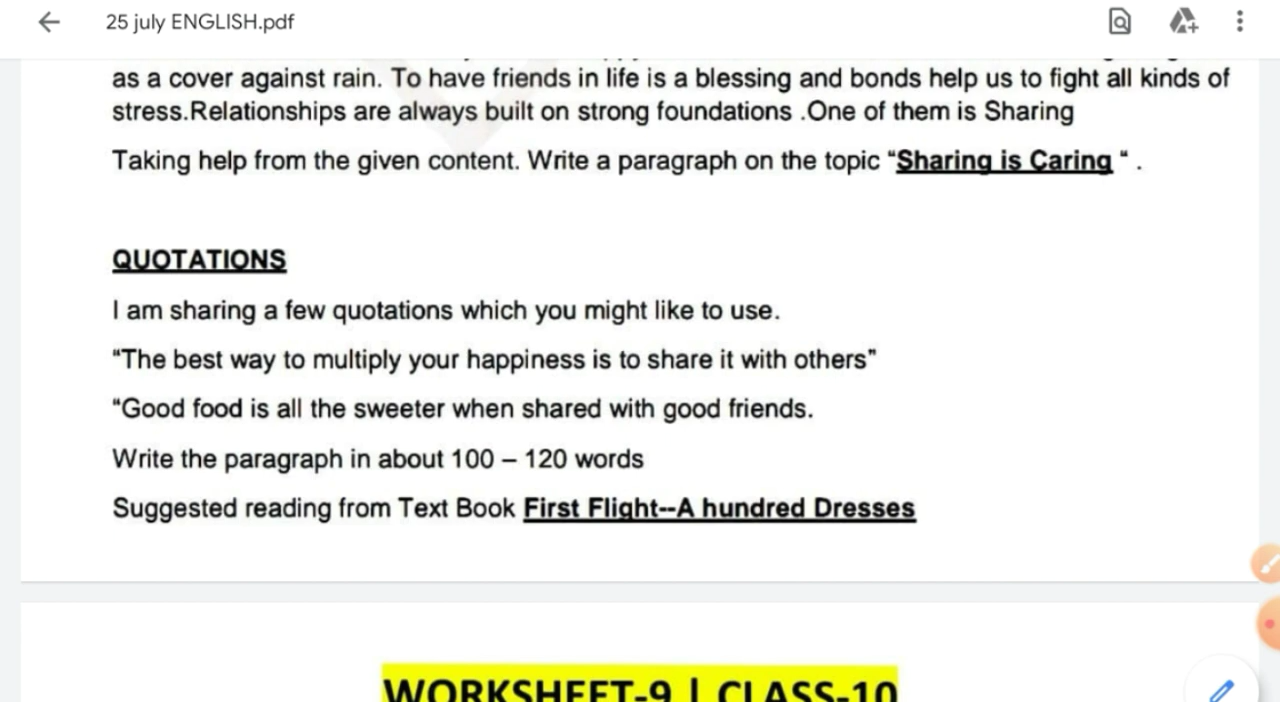 25 july ENGLISH.pdf
as a cover against rain. To have friends in life is a blessing and bonds help us to fight all kinds of
stress.Relationships are always built on strong foundations .One of them is Sharing
Taking help from the given content. Write a paragraph on the topic “Sharing is Caring “ .
QUOTATIONS
I am sharing a few quotations which you might like to use.
“The best way to multiply your happiness is to share it with others”
“Good food is all the sweeter when shared with good friends.
Write the paragraph in about 100 – 120 words
Suggested reading from Text Book First Flight--A hundred Dresses
WORKSHEET-9 | CLASS-10